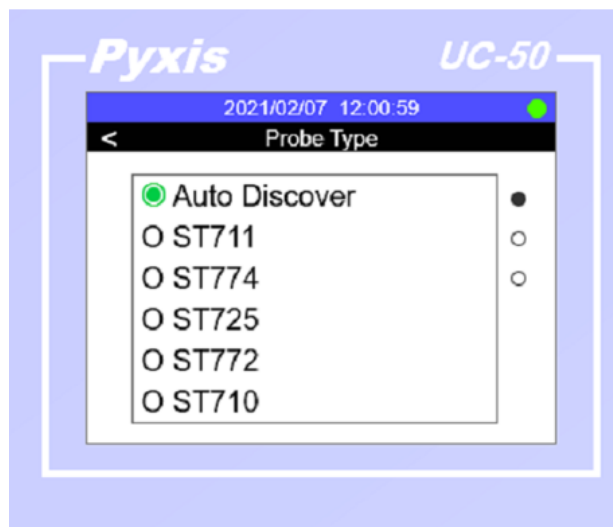 Pyxis UC-50
2021/02/07 12:00:59
< Probe Type
Auto Discover
ST711
ST774
ST725
ST772
ST710